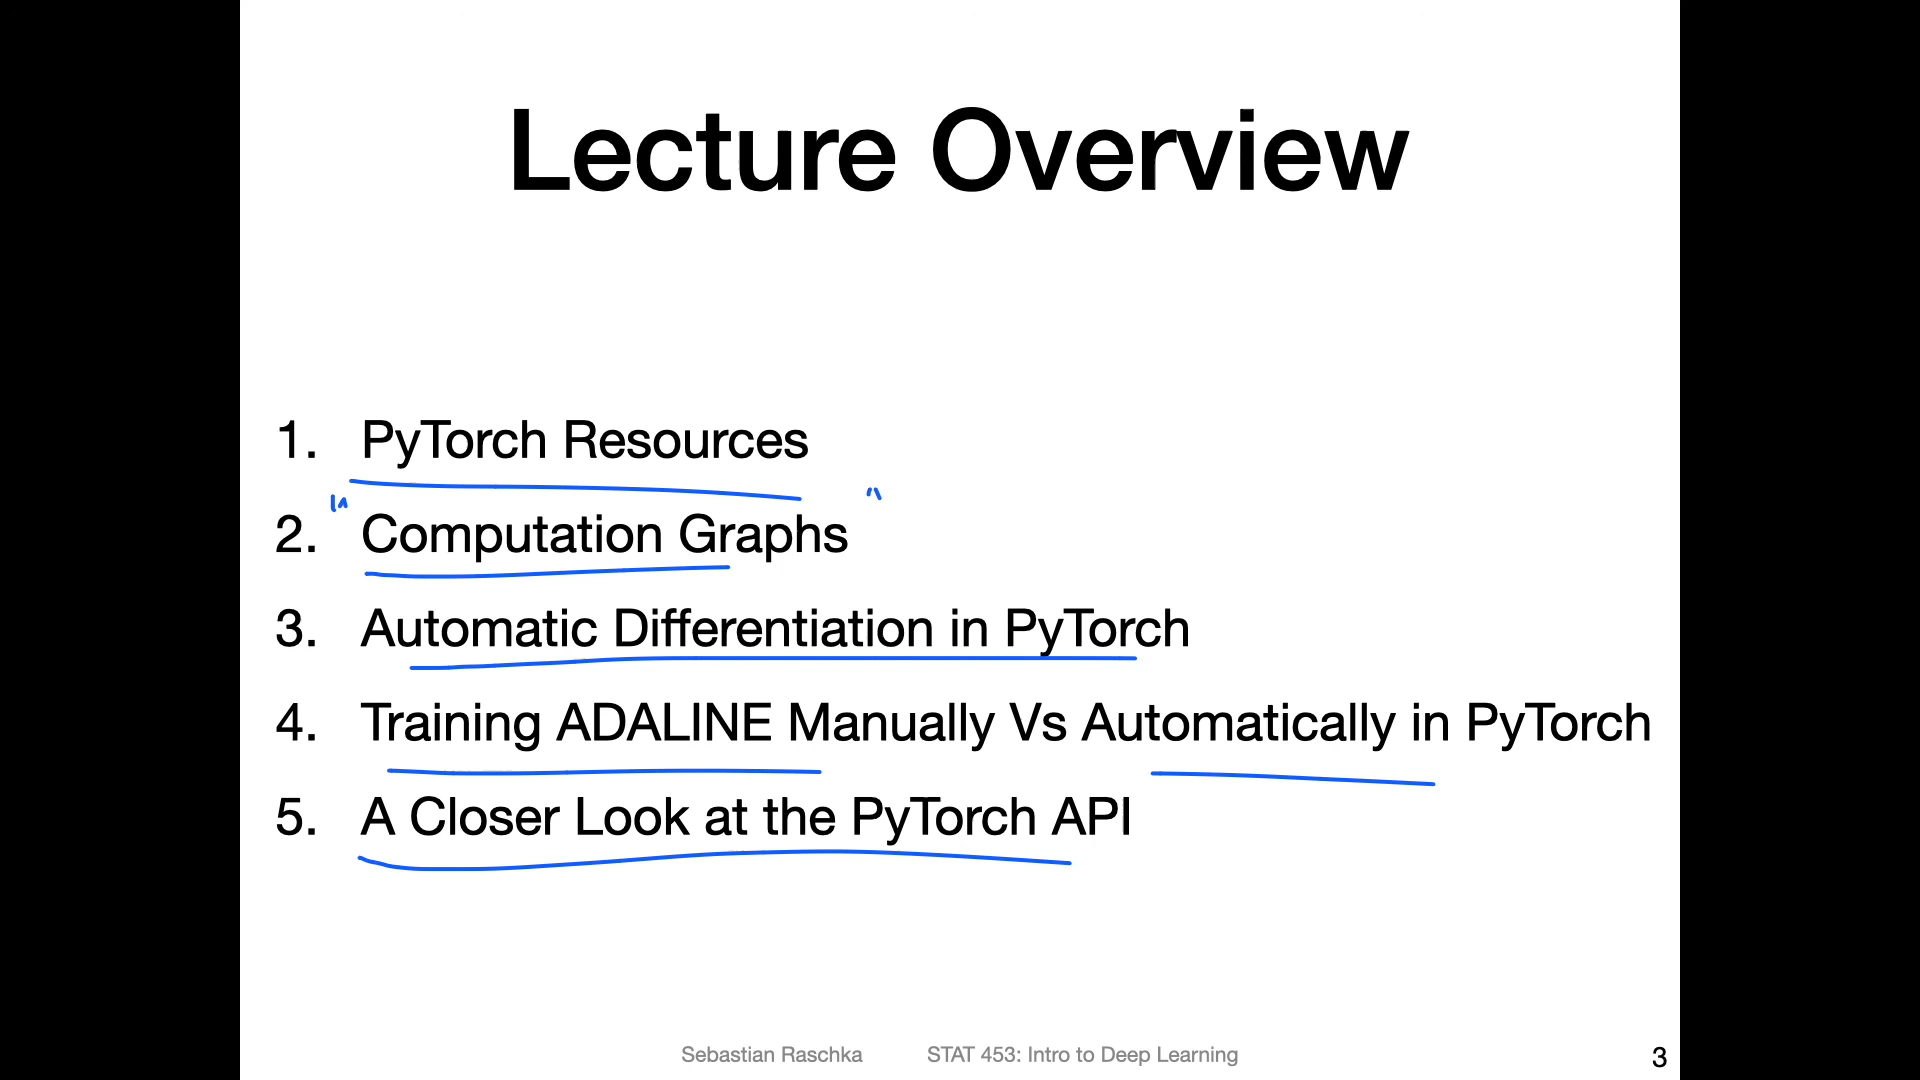 Lecture Overview
1. PyTorch Resources
2. "Computation Graphs"
3. Automatic Differentiation in PyTorch
4. Training ADALINE Manually Vs Automatically in PyTorch
5. A Closer Look at the PyTorch API
Sebastian Raschka STAT 453: Intro to Deep Learning 3